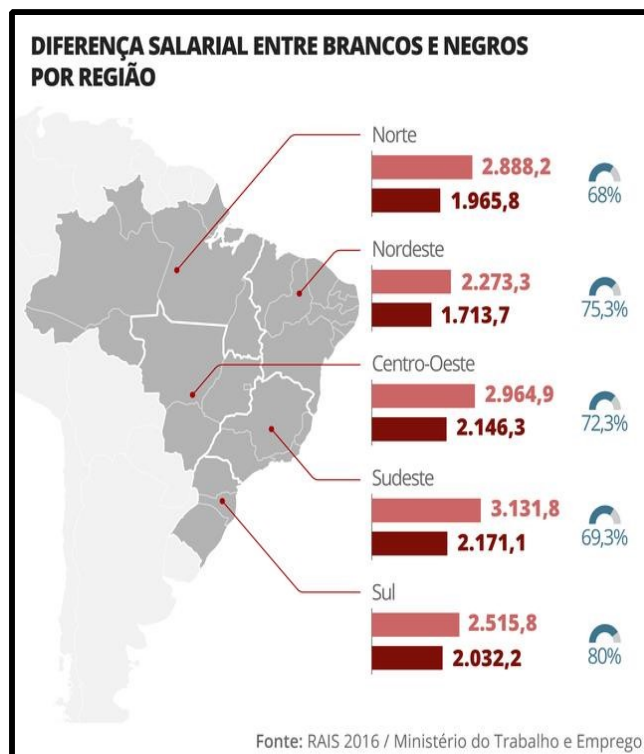 DIFERENÇA SALARIAL ENTRE BRANCOS E NEGROS
POR REGIÃO
Norte
2.888,2
1.965,8
68%
Nordeste
2.273,3
1.713,7
75,3%
Centro-Oeste
2.964,9
2.146,3
72,3%
Sudeste
3.131,8
2.171,1
69,3%
Sul
2.515,8
2.032,2
80%
Fonte: RAIS 2016 / Ministério do Trabalho e Emprego